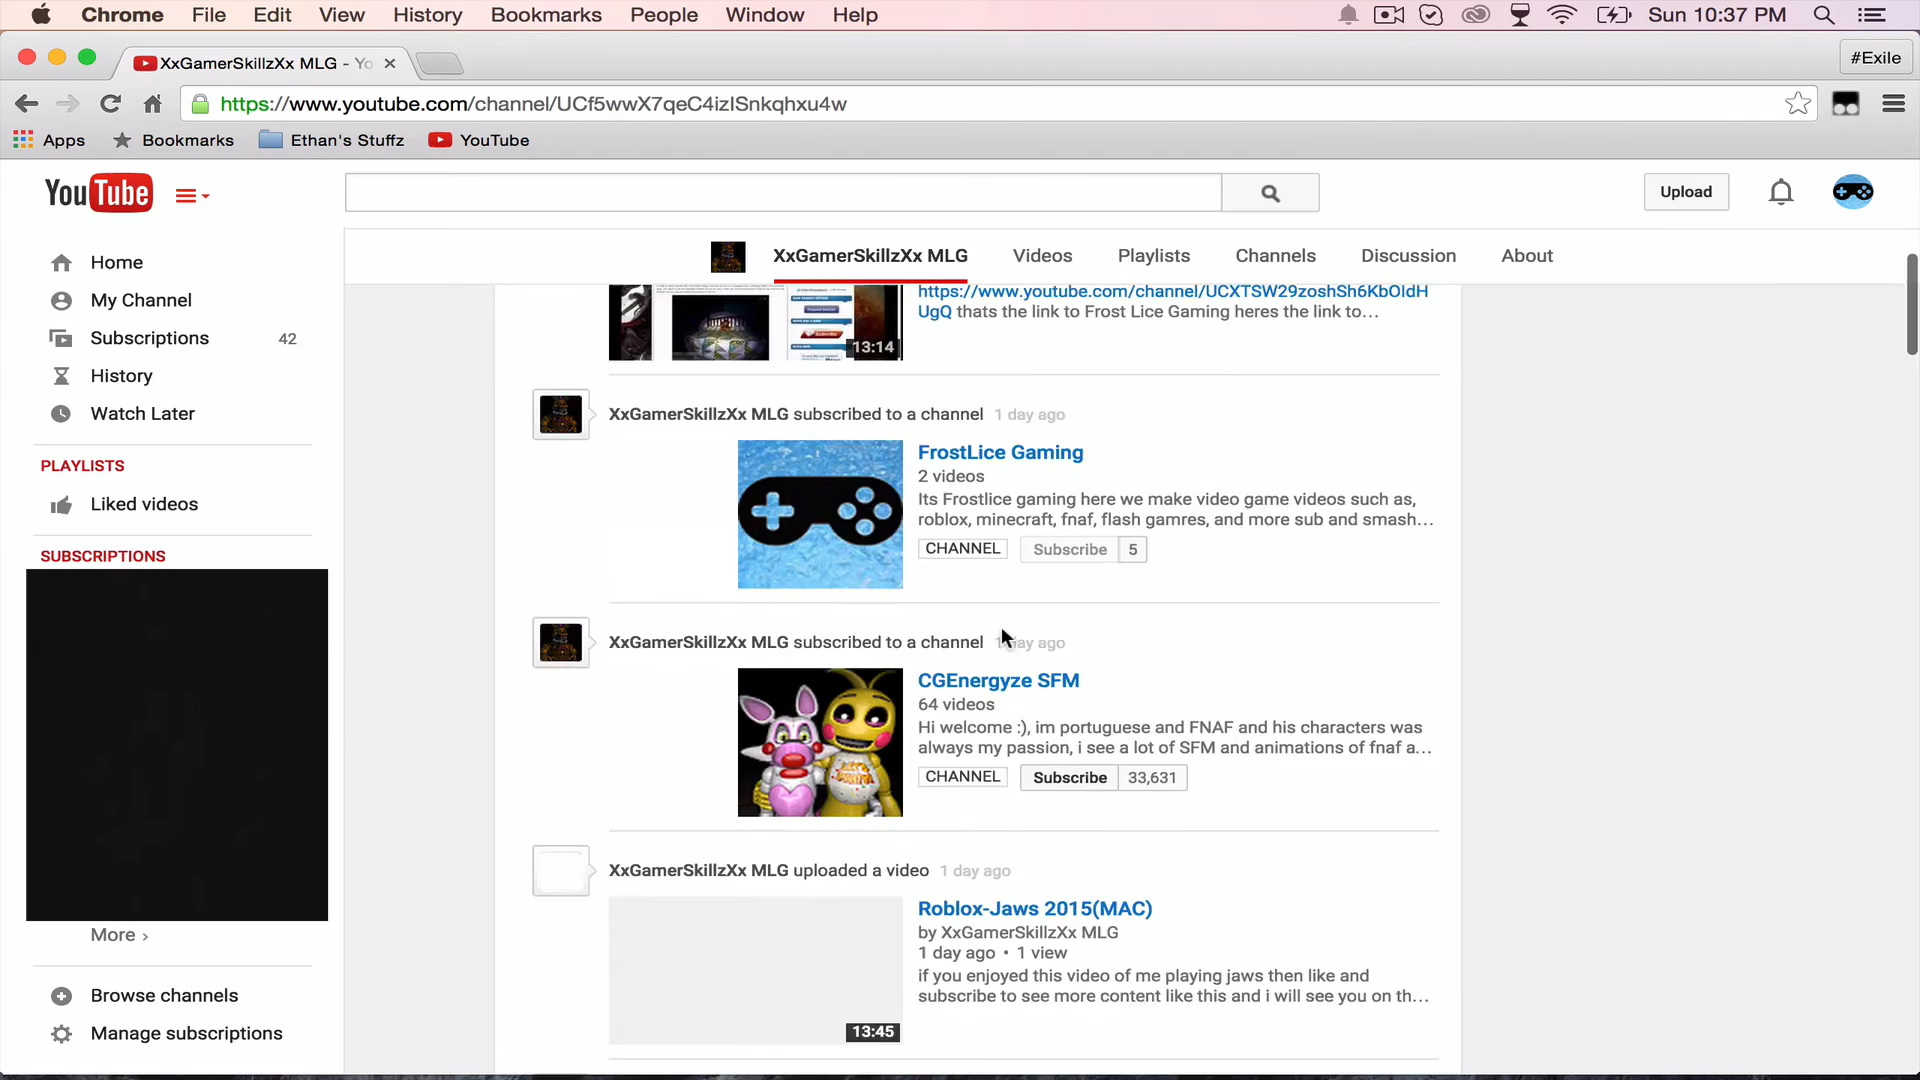 Chrome File Edit View History Bookmarks People Window Help Sun 10:37 PM
XxGamerSkillzXx MLG - Yo #Exile
https://www.youtube.com/channel/UCf5wwX7qeC4izISnkqhxu4w
Apps Bookmarks Ethan's Stuffz YouTube
YouTube Upload
XxGamerSkillzXx MLG Videos Playlists Channels Discussion About
Home
My Channel
Subscriptions 42
History
Watch Later
PLAYLISTS
Liked videos
SUBSCRIPTIONS
More ›
Browse channels
Manage subscriptions
https://www.youtube.com/channel/UCXTSW29zoshSh6KbOldH
UgQ thats the link to Frost Lice Gaming heres the link to...
13:14
XxGamerSkillzXx MLG subscribed to a channel 1 day ago
FrostLice Gaming
2 videos
Its Frostlice gaming here we make video game videos such as,
roblox, minecraft, fnaf, flash gamres, and more sub and smash...
CHANNEL Subscribe 5
XxGamerSkillzXx MLG subscribed to a channel day ago
CGEnergyze SFM
64 videos
Hi welcome :), im portuguese and FNAF and his characters was
always my passion, i see a lot of SFM and animations of fnaf a...
CHANNEL Subscribe 33,631
XxGamerSkillzXx MLG uploaded a video 1 day ago
Roblox-Jaws 2015(MAC)
by XxGamerSkillzXx MLG
1 day ago • 1 view
if you enjoyed this video of me playing jaws then like and
subscribe to see more content like this and i will see you on th...
13:45